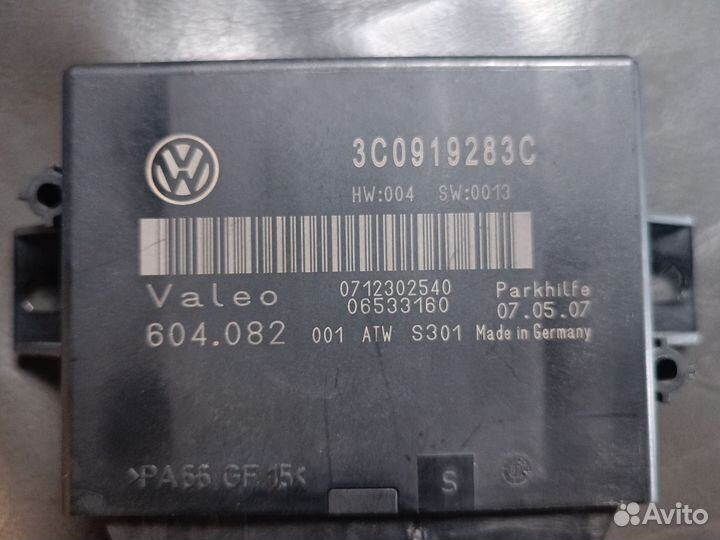 3C0919283C
HW:004 SW:0013
Valeo
0712302540
06533160
Parkhilfe
07.05.07
604.082 001 ATW S301 Made in Germany
>PA66 GF 15<
S
Avito